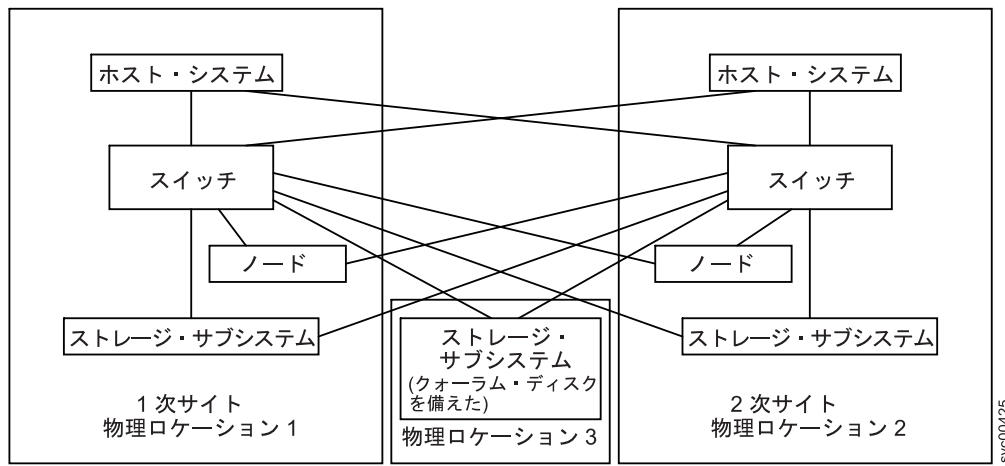 ホスト・システム
スイッチ
ノード
ストレージ・サブシステム
1 次サイト
物理ロケーション 1
ストレージ・
サブシステム
(クォーラム・ディスク
を備えた)
物理ロケーション 3
ホスト・システム
スイッチ
ノード
ストレージ・サブシステム
2 次サイト
物理ロケーション 2
svc00425